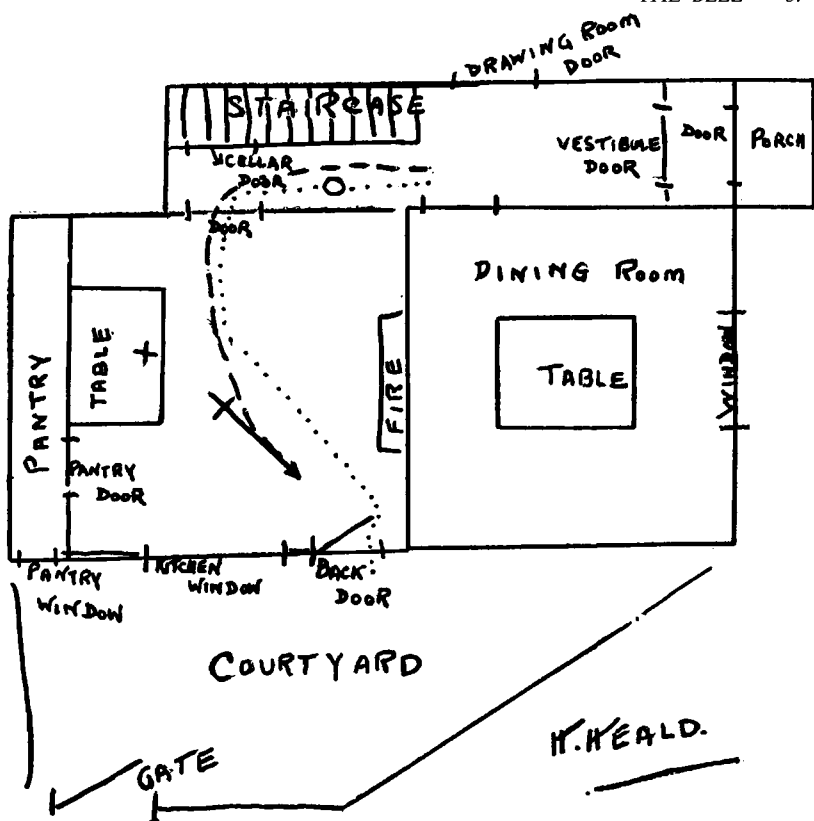 DRAWING ROOM
DOOR
STAIRCASE
CELLAR
DOOR
VESTIBULE
DOOR
DOOR
PORCH
DOOR
DINING ROOM
PANTRY
TABLE
FIRE
TABLE
WINDOW
PANTRY
DOOR
PANTRY
WINDOW
KITCHEN
WINDOW
BACK
DOOR
COURTYARD
GATE
H. HEALD.